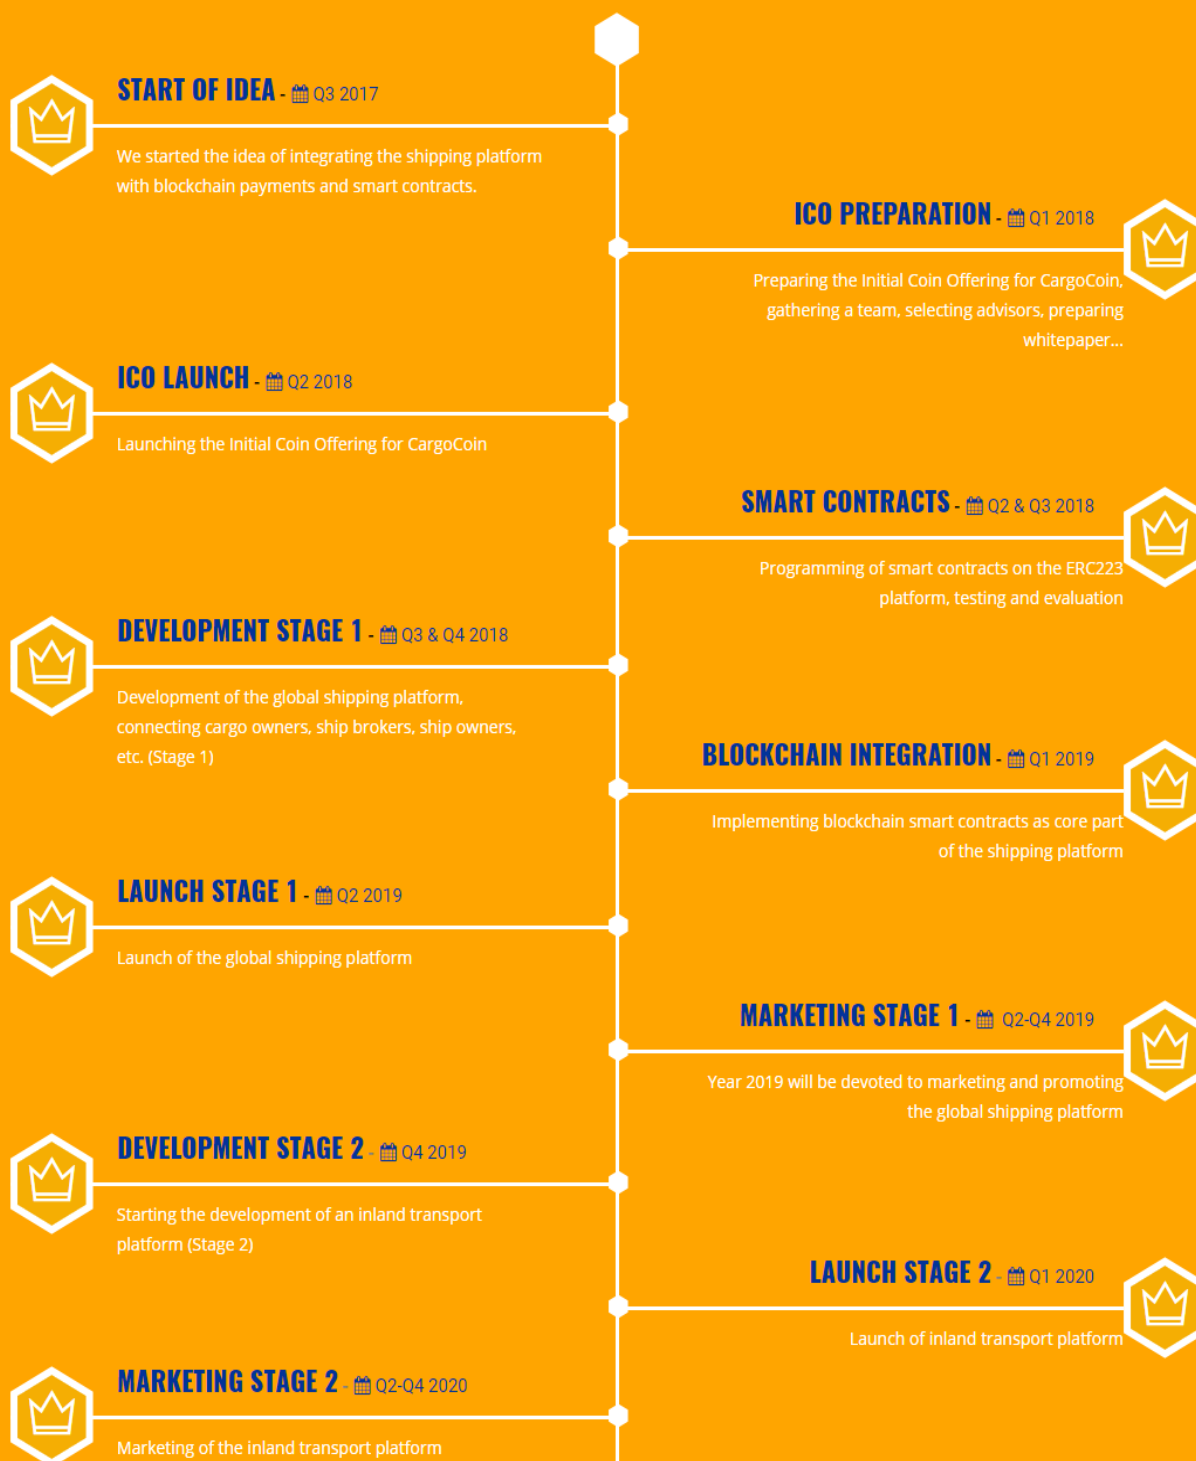 START OF IDEA - Q3 2017
We started the idea of integrating the shipping platform
with blockchain payments and smart contracts.
ICO PREPARATION - Q1 2018
Preparing the Initial Coin Offering for CargoCoin,
gathering a team, selecting advisors, preparing
whitepaper...
ICO LAUNCH - Q2 2018
Launching the Initial Coin Offering for CargoCoin
SMART CONTRACTS - Q2 & Q3 2018
Programming of smart contracts on the ERC223
platform, testing and evaluation
DEVELOPMENT STAGE 1 - Q3 & Q4 2018
Development of the global shipping platform,
connecting cargo owners, ship brokers, ship owners,
etc. (Stage 1)
BLOCKCHAIN INTEGRATION - Q1 2019
Implementing blockchain smart contracts as core part
of the shipping platform
LAUNCH STAGE 1 - Q2 2019
Launch of the global shipping platform
MARKETING STAGE 1 - Q2-Q4 2019
Year 2019 will be devoted to marketing and promoting
the global shipping platform
DEVELOPMENT STAGE 2 - Q4 2019
Starting the development of an inland transport
platform (Stage 2)
LAUNCH STAGE 2 - Q1 2020
Launch of inland transport platform
MARKETING STAGE 2 - Q2-Q4 2020
Marketing of the inland transport platform